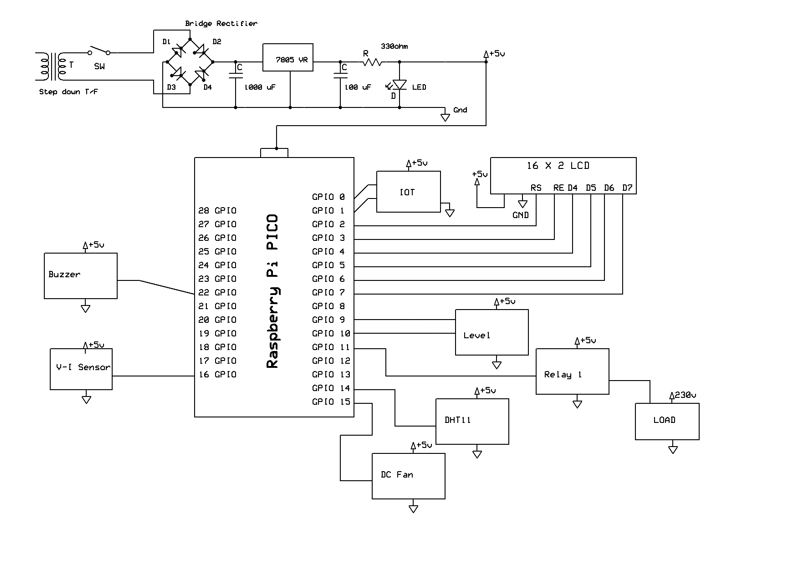 Bridge Rectifier
D1
D2
330ohm
R
+5v
T
SW
C
7805 VR
C
D3
D4
1000 uF
100 uF
D
LED
Step down T/F
Gnd
+5v
16 X 2 LCD
+5v
RS RE D4 D5 D6 D7
IOT
GND
Raspberry Pi PICO
GPIO 0
28 GPIO
GPIO 1
27 GPIO
GPIO 2
26 GPIO
GPIO 3
25 GPIO
GPIO 4
24 GPIO
GPIO 5
23 GPIO
GPIO 6
22 GPIO
GPIO 7
21 GPIO
GPIO 8
20 GPIO
GPIO 9
19 GPIO
GPIO 10
18 GPIO
GPIO 11
17 GPIO
GPIO 12
16 GPIO
GPIO 13
GPIO 14
GPIO 15
+5v
Buzzer
+5v
V-I Sensor
+5v
Level
+5v
Relay 1
230v
LOAD
+5v
DHT11
+5v
DC Fan